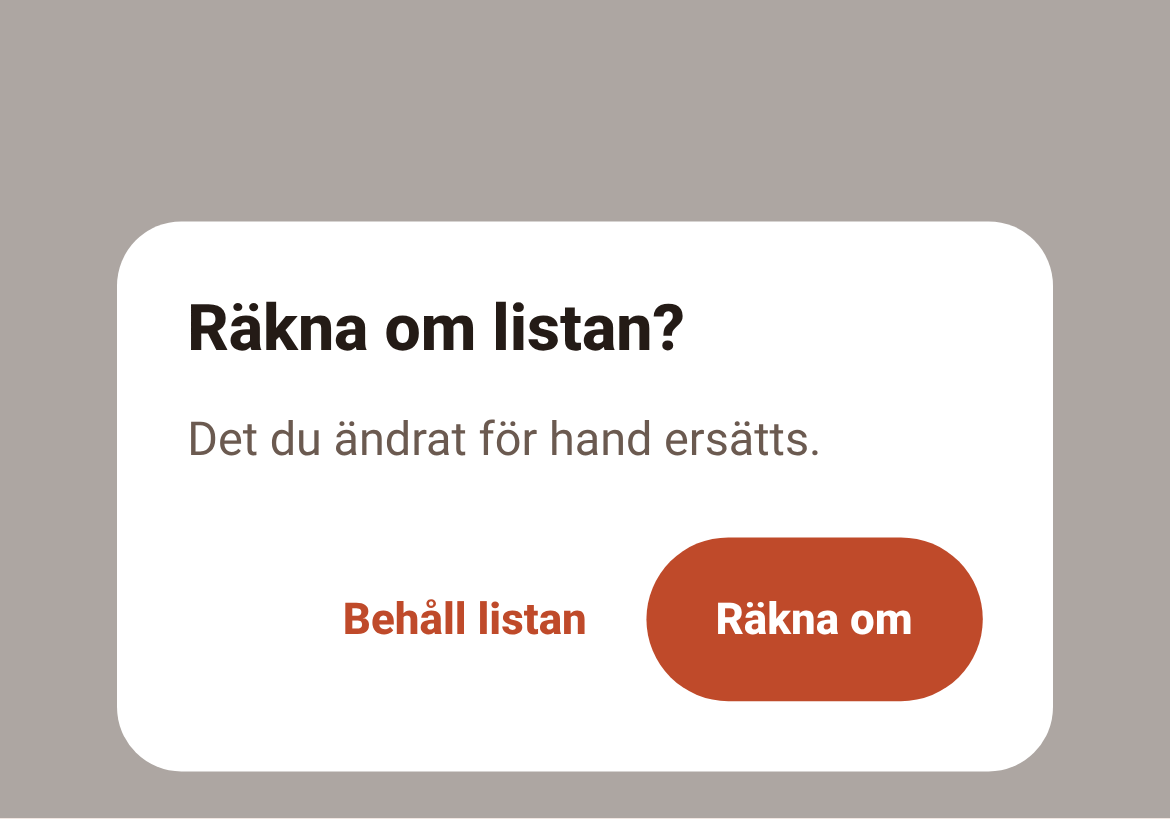 Räkna om listan?
Det du ändrat för hand ersätts.
Behåll listan
Räkna om